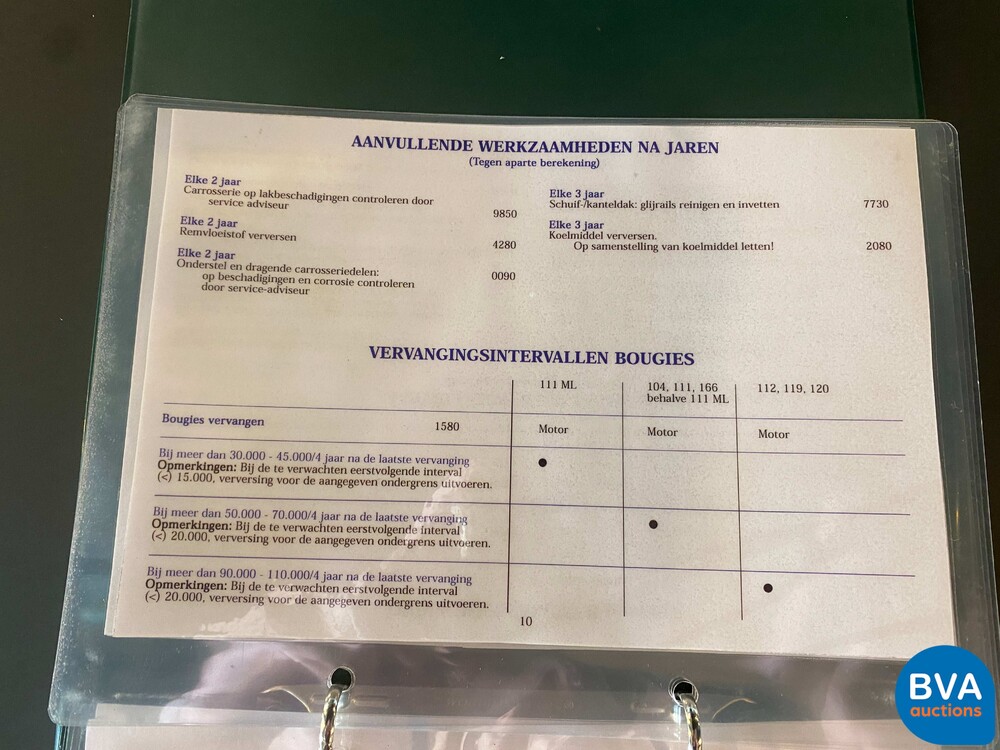 AANVULLENDE WERKZAAMHEDEN NA JAREN
(Tegen aparte berekening)
Elke 2 jaar
Carrosserie op lakbeschadigingen controleren door
service adviseur 9850
Elke 2 jaar
Remvloeistof verversen 4280
Elke 2 jaar
Onderstel en dragende carrosseriedelen: 0090
op beschadigingen en corrosie controleren
door service-adviseur
Elke 3 jaar
Schuif-/kanteldak: glijrails reinigen en invetten 7730
Elke 3 jaar
Koelmiddel verversen.
Op samenstelling van koelmiddel letten! 2080
VERVANGINGSINTERVALLEN BOUGIES
111 ML 104, 111, 166 112, 119, 120
behalve 111 ML
Bougies vervangen 1580 Motor Motor Motor
Bij meer dan 30.000 - 45.000/4 jaar na de laatste vervanging
Opmerkingen: Bij de te verwachten eerstvolgende interval ●
(<) 15.000, verversing voor de aangegeven ondergrens uitvoeren.
Bij meer dan 50.000 - 70.000/4 jaar na de laatste vervanging
Opmerkingen: Bij de te verwachten eerstvolgende interval ●
(<) 20.000, verversing voor de aangegeven ondergrens uitvoeren.
Bij meer dan 90.000 - 110.000/4 jaar na de laatste vervanging
Opmerkingen: Bij de te verwachten eerstvolgende interval ●
(<) 20.000, verversing voor de aangegeven ondergrens uitvoeren.
10
BVA
auctions